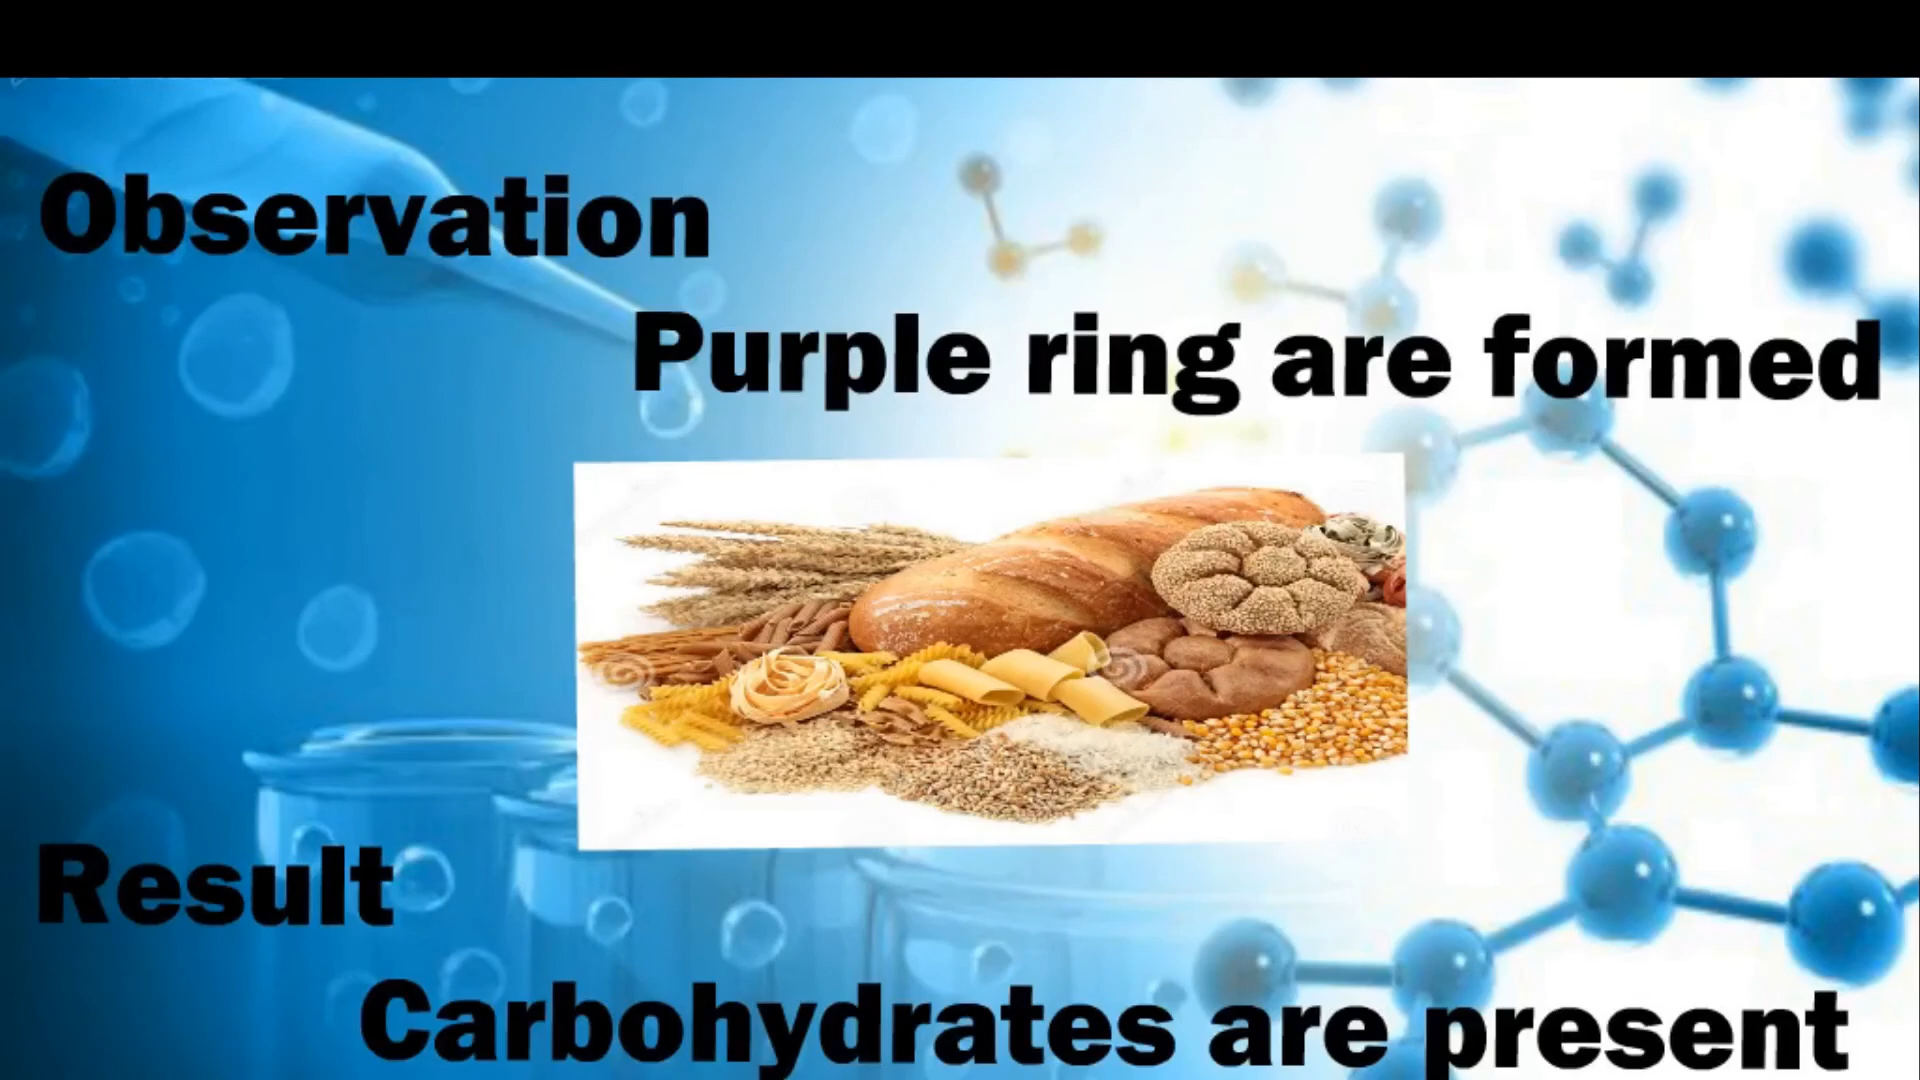 Observation
Purple ring are formed
Result
Carbohydrates are present